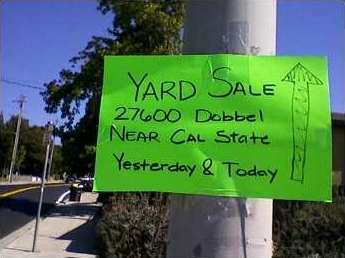 YARD SALE
27600 Dobbel
NEAR Cal State
Yesterday & Today